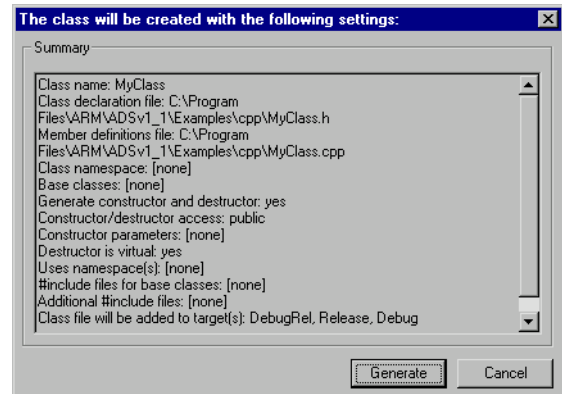 The class will be created with the following settings:
Summary
Class name: MyClass
Class declaration file: C:\Program
Files\ARM\ADSv1_1\Examples\cpp\MyClass.h
Member definitions file: C:\Program
Files\ARM\ADSv1_1\Examples\cpp\MyClass.cpp
Class namespace: [none]
Base classes: [none]
Generate constructor and destructor: yes
Constructor/destructor access: public
Constructor parameters: [none]
Destructor is virtual: yes
Uses namespace(s): [none]
#include files for base classes: [none]
Additional #include files: [none]
Class file will be added to target(s): DebugRel, Release, Debug
Generate Cancel